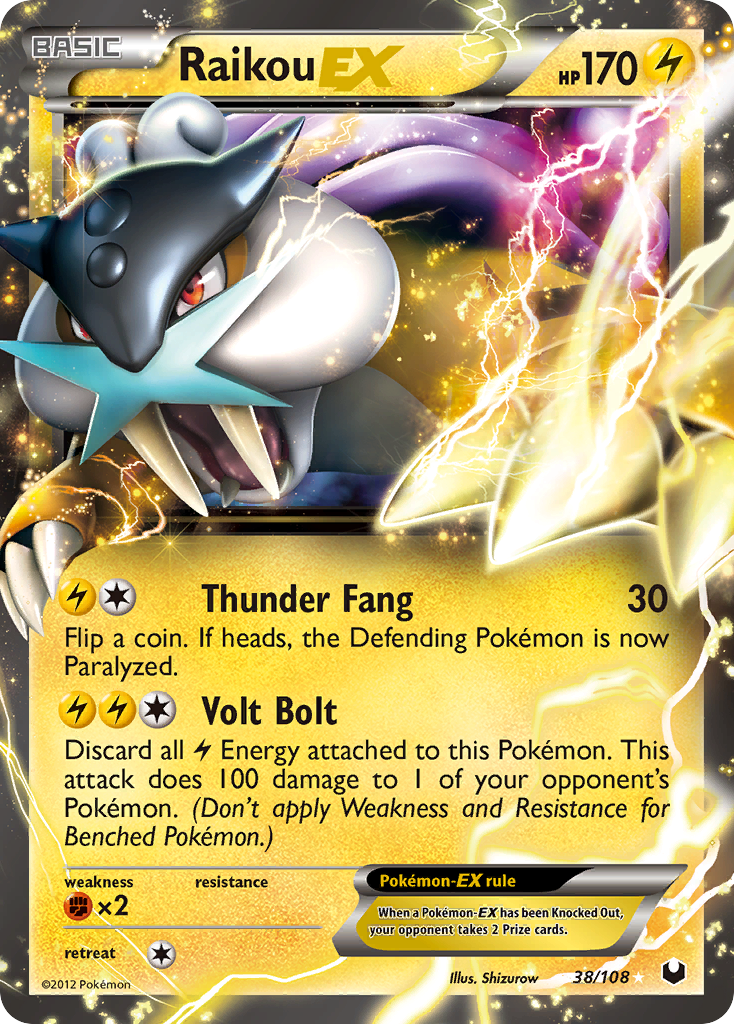 BASIC
Raikou EX
HP170
Thunder Fang 30
Flip a coin. If heads, the Defending Pokémon is now
Paralyzed.
Volt Bolt
Discard all Energy attached to this Pokémon. This
attack does 100 damage to 1 of your opponent's
Pokémon. (Don't apply Weakness and Resistance for
Benched Pokémon.)
weakness resistance
×2
retreat
Pokémon-EX rule
When a Pokémon-EX has been Knocked Out,
your opponent takes 2 Prize cards.
©2012 Pokémon
Illus. Shizurow
38/108